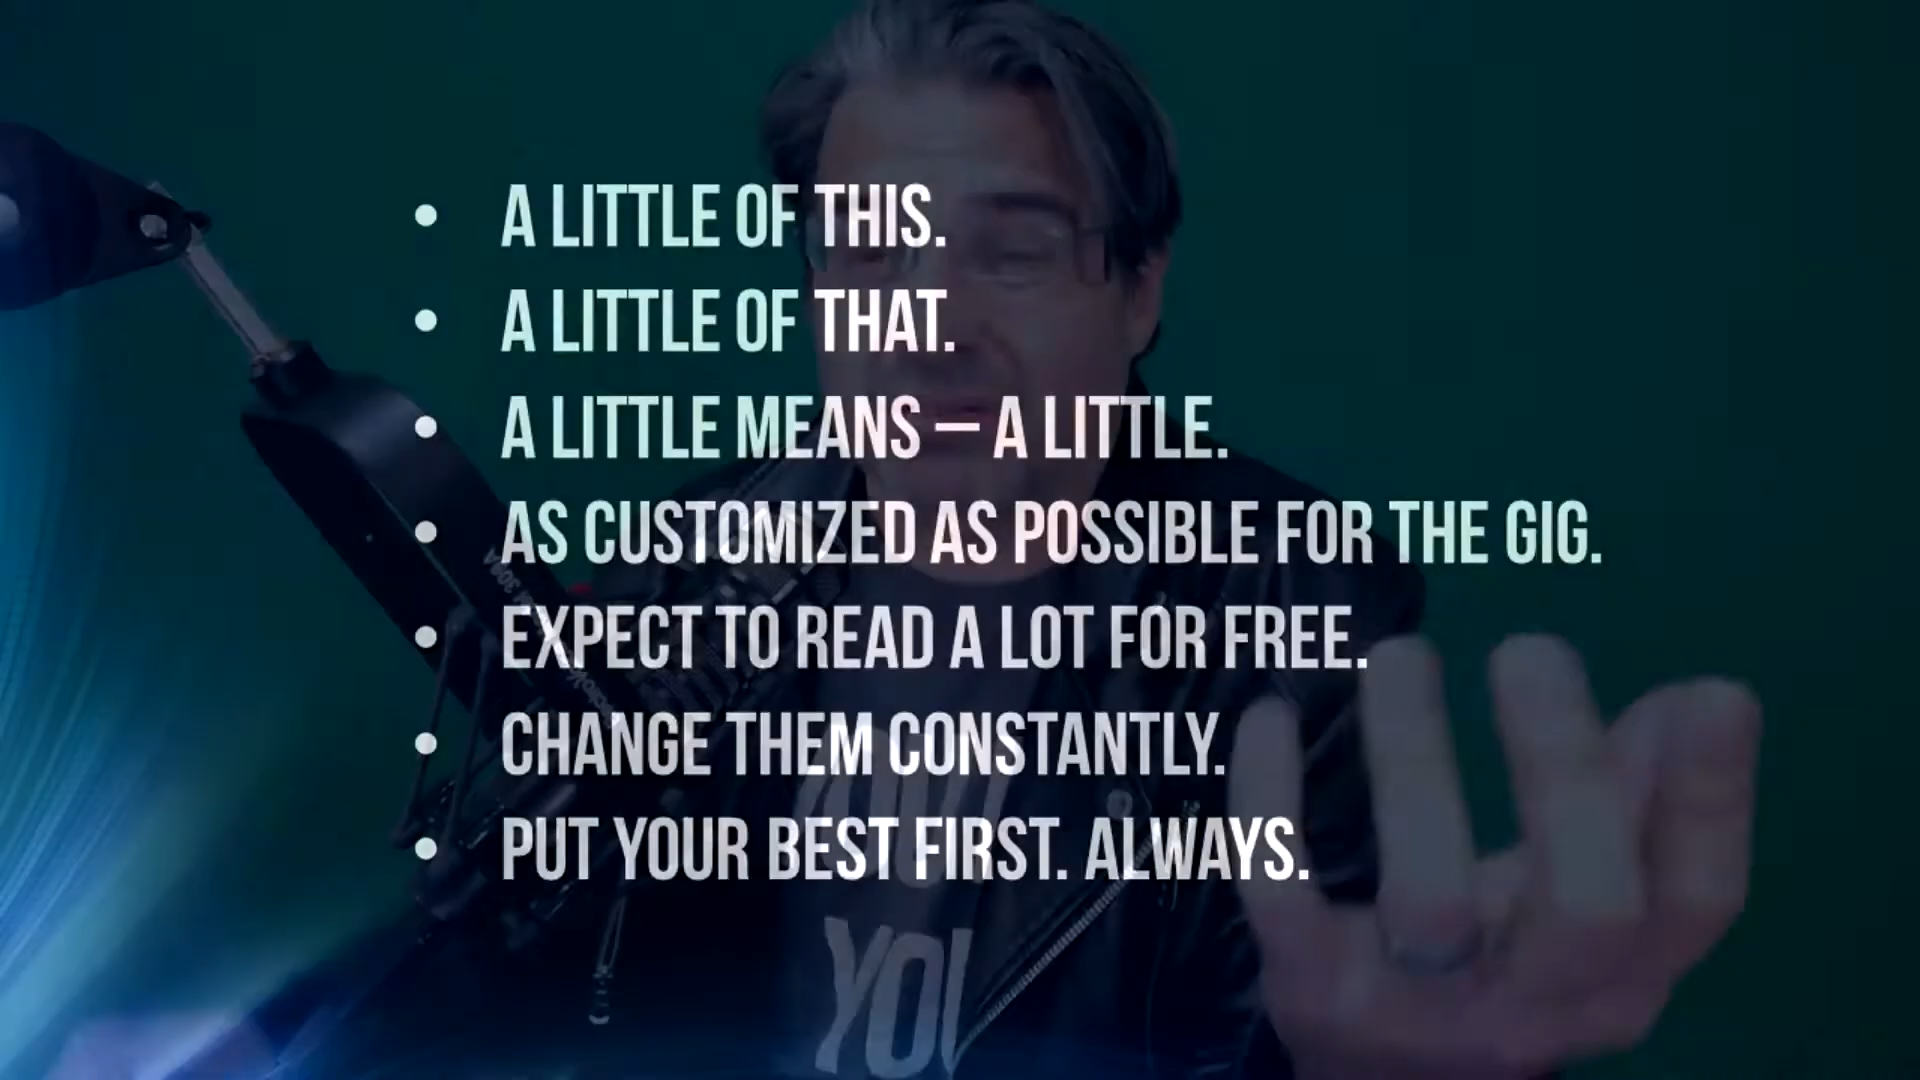 • A LITTLE OF THIS.
• A LITTLE OF THAT.
• A LITTLE MEANS – A LITTLE.
• AS CUSTOMIZED AS POSSIBLE FOR THE GIG.
• EXPECT TO READ A LOT FOR FREE.
• CHANGE THEM CONSTANTLY.
• PUT YOUR BEST FIRST. ALWAYS.